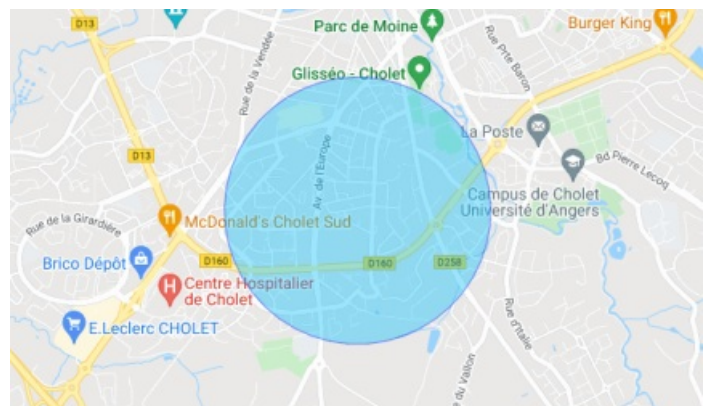 D13
Parc de Moine
Burger King
Rue de la Vendée
Rue Prte Baron
Glisséo - Cholet
La Poste
D13
Av. de l'Europe
Bd Pierre Lecoq
Campus de Cholet
Université d'Angers
Rue de la Girardière
McDonald's Cholet Sud
Brico Dépôt
D160
D160
D258
Centre Hospitalier
de Cholet
E.Leclerc CHOLET
Rue d'Italie
du Vallon